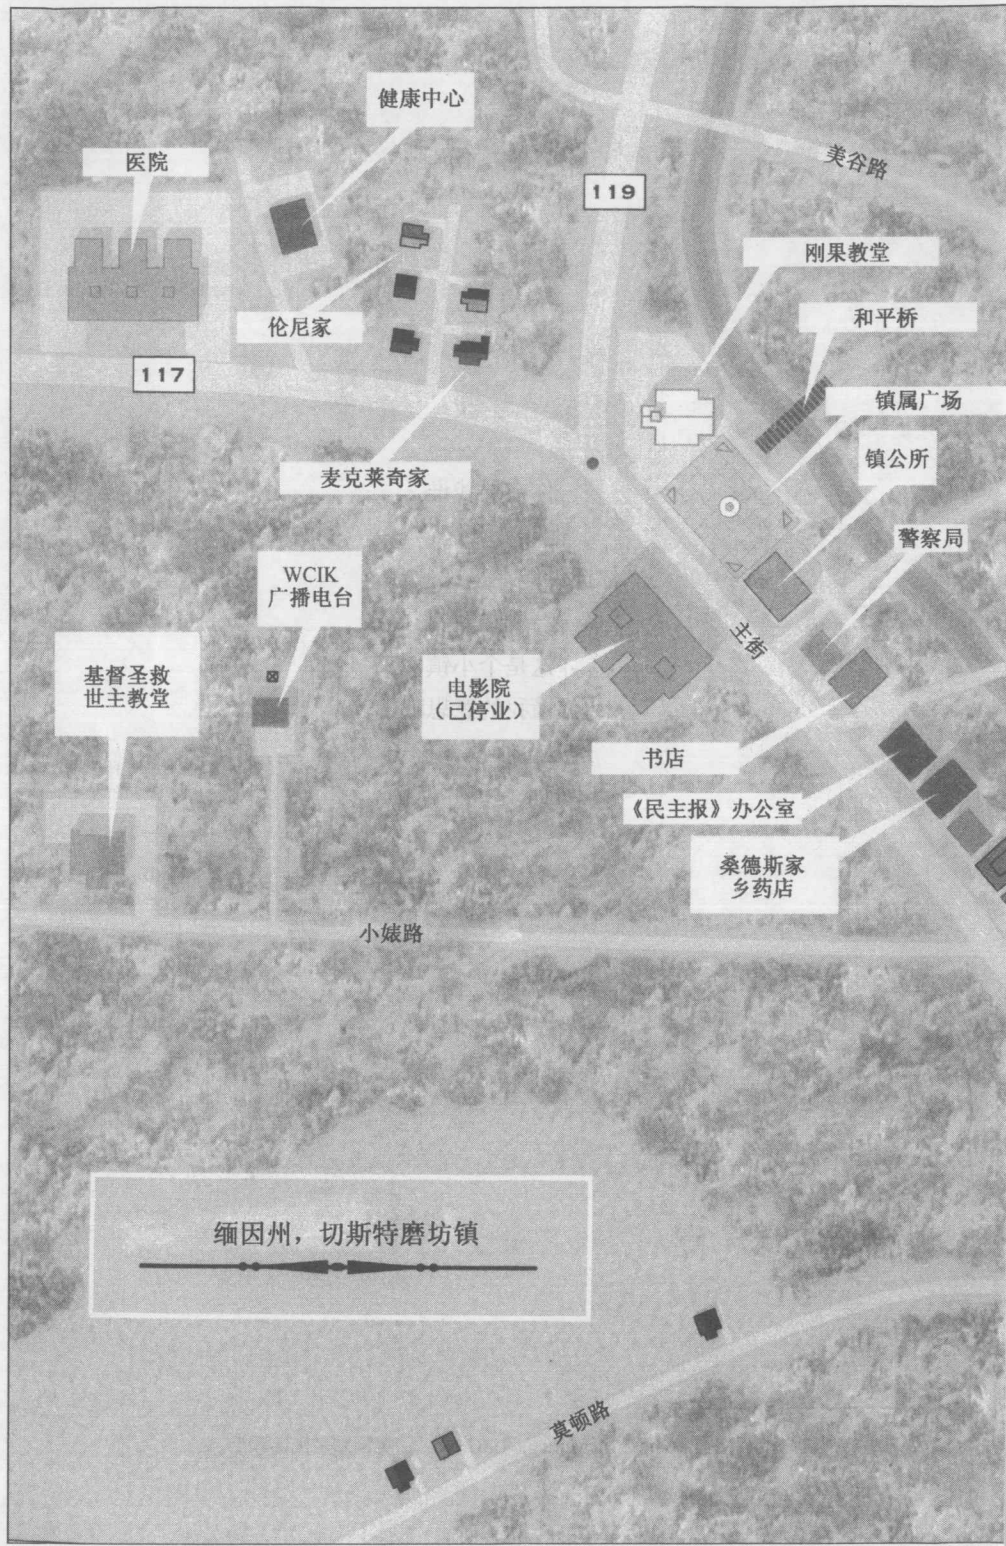 健康中心
医院
美谷路
119
刚果教堂
和平桥
伦尼家
117
镇属广场
镇公所
麦克莱奇家
警察局
WCIK
广播电台
主街
基督圣救
世主教堂
电影院
（已停业）
书店
《民主报》办公室
桑德斯家
乡药店
小婊路
缅因州，切斯特磨坊镇
莫顿路